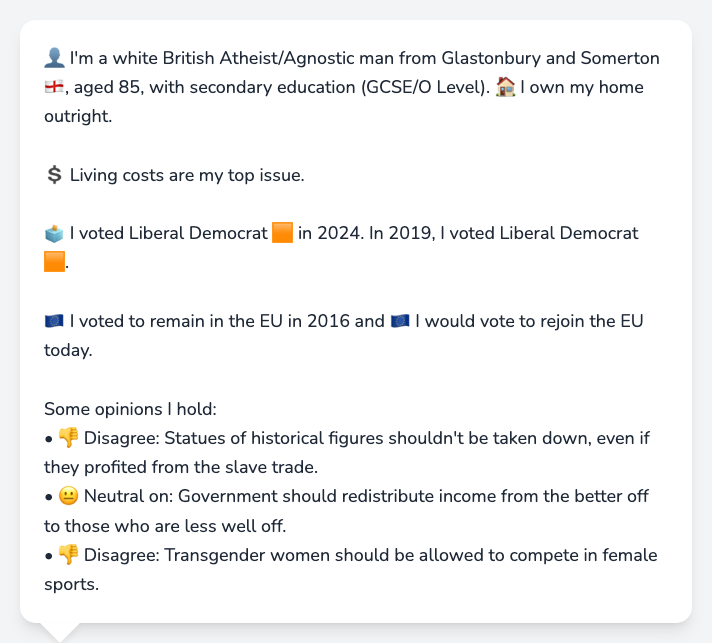 👤 I'm a white British Atheist/Agnostic man from Glastonbury and Somerton
🏴󠁧󠁢󠁥󠁮󠁧󠁿, aged 85, with secondary education (GCSE/O Level). 🏠 I own my home
outright.
💲 Living costs are my top issue.
🗳️ I voted Liberal Democrat 🟧 in 2024. In 2019, I voted Liberal Democrat
🟧.
🇪🇺 I voted to remain in the EU in 2016 and 🇪🇺 I would vote to rejoin the EU
today.
Some opinions I hold:
• 👎 Disagree: Statues of historical figures shouldn't be taken down, even if
they profited from the slave trade.
• 😐 Neutral on: Government should redistribute income from the better off
to those who are less well off.
• 👎 Disagree: Transgender women should be allowed to compete in female
sports.